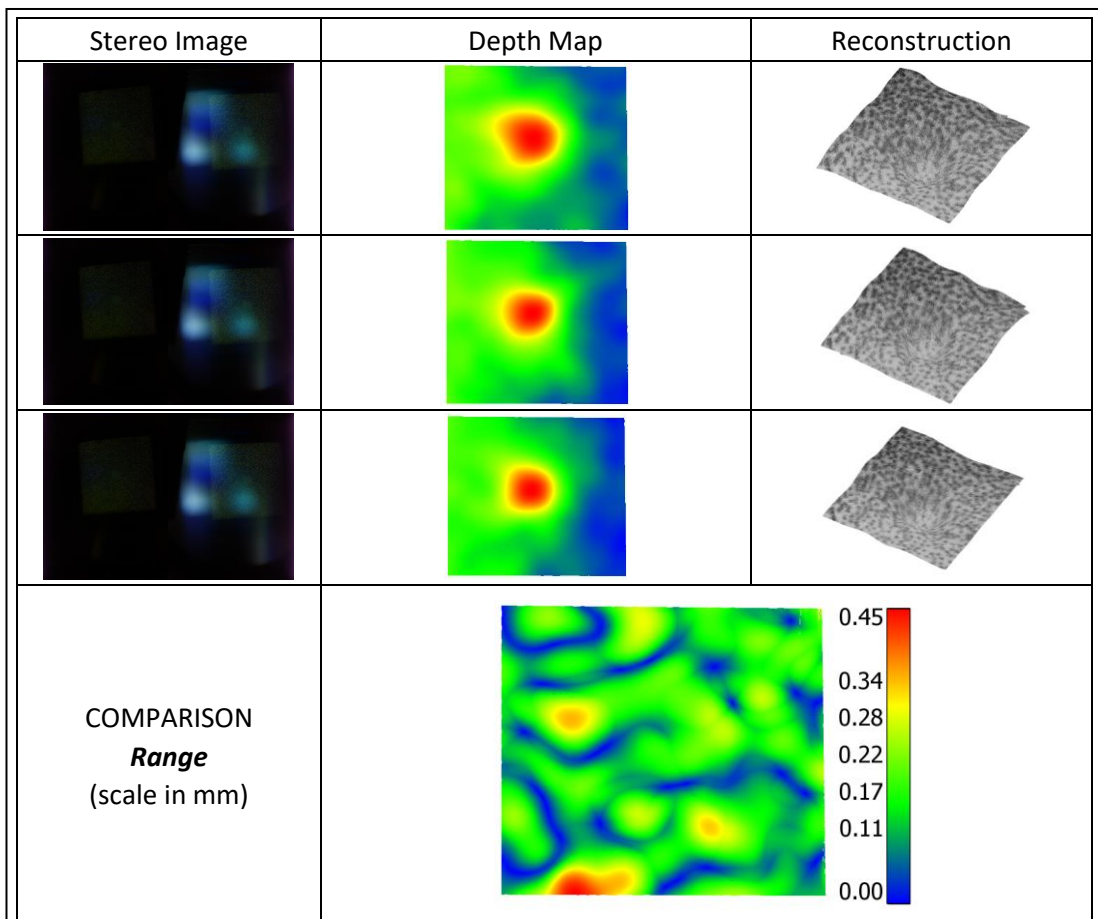 Stereo Image
Depth Map
Reconstruction
COMPARISON
Range
(scale in mm)
0.45
0.34
0.28
0.22
0.17
0.11
0.00